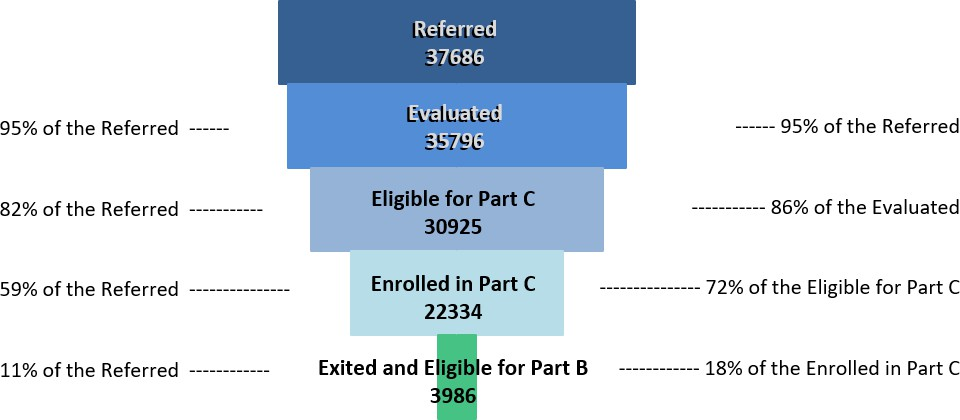 Referred
37686
Evaluated
35796
95% of the Referred ------
------ 95% of the Referred
Eligible for Part C
30925
82% of the Referred -----------
----------- 86% of the Evaluated
Enrolled in Part C
22334
59% of the Referred ---------------
--------------- 72% of the Eligible for Part C
Exited and Eligible for Part B
3986
11% of the Referred ------------
------------ 18% of the Enrolled in Part C